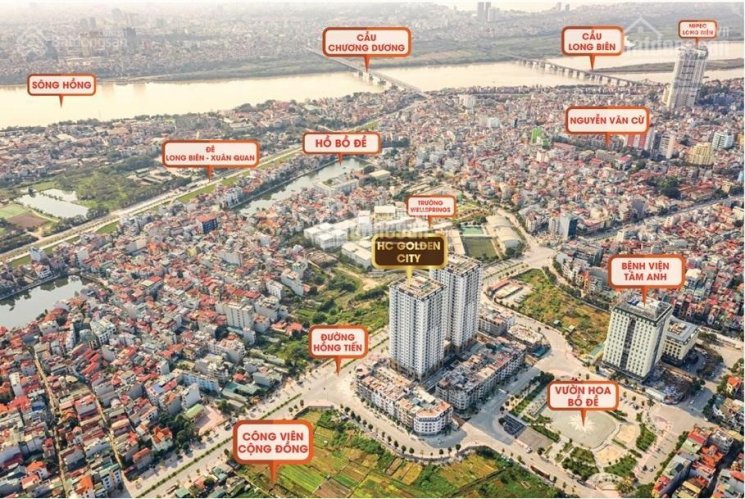 CẦU
CHƯƠNG DƯƠNG
CẦU
LONG BIÊN
MIPEC
LONG BIÊN
SÔNG HỒNG
ĐÊ
LONG BIÊN - XUÂN QUAN
HỒ BỒ ĐỀ
NGUYỄN VĂN CỪ
TRƯỜNG
WELLSPRINGS
HC GOLDEN
CITY
BỆNH VIỆN
TÂM ANH
ĐƯỜNG
HỒNG TIẾN
VƯỜN HOA
BỒ ĐỀ
CÔNG VIÊN
CỘNG ĐỒNG